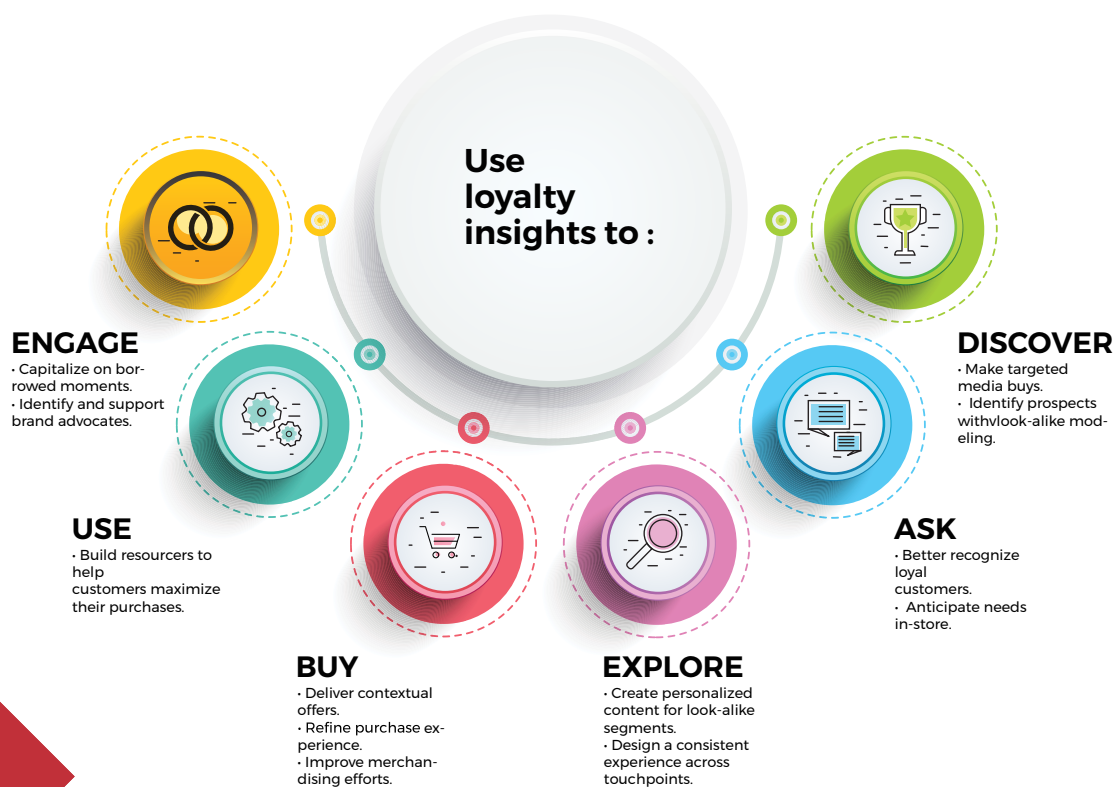 Use
loyalty
insights to :
ENGAGE
• Capitalize on bor-
rowed moments.
• Identify and support
brand advocates.
USE
• Build resourcers to
help
customers maximize
their purchases.
BUY
• Deliver contextual
offers.
• Refine purchase ex-
perience.
• Improve merchan-
dising efforts.
EXPLORE
• Create personalized
content for look-alike
segments.
• Design a consistent
experience across
touchpoints.
ASK
• Better recognize
loyal
customers.
• Anticipate needs
in-store.
DISCOVER
• Make targeted
media buys.
• Identify prospects
withvlook-alike mod-
eling.